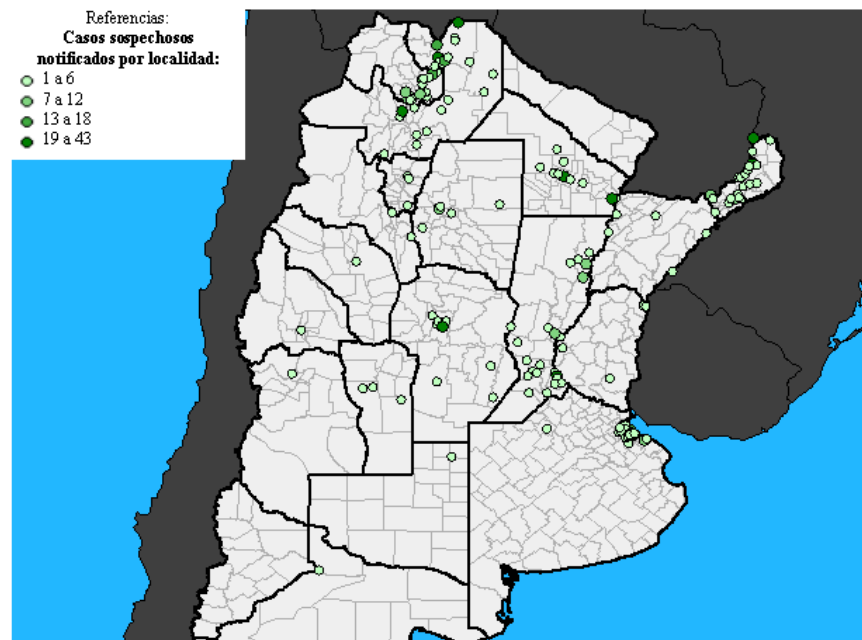 Referencias:
Casos sospechosos
notificados por localidad:
1 a 6
7 a 12
13 a 18
19 a 43